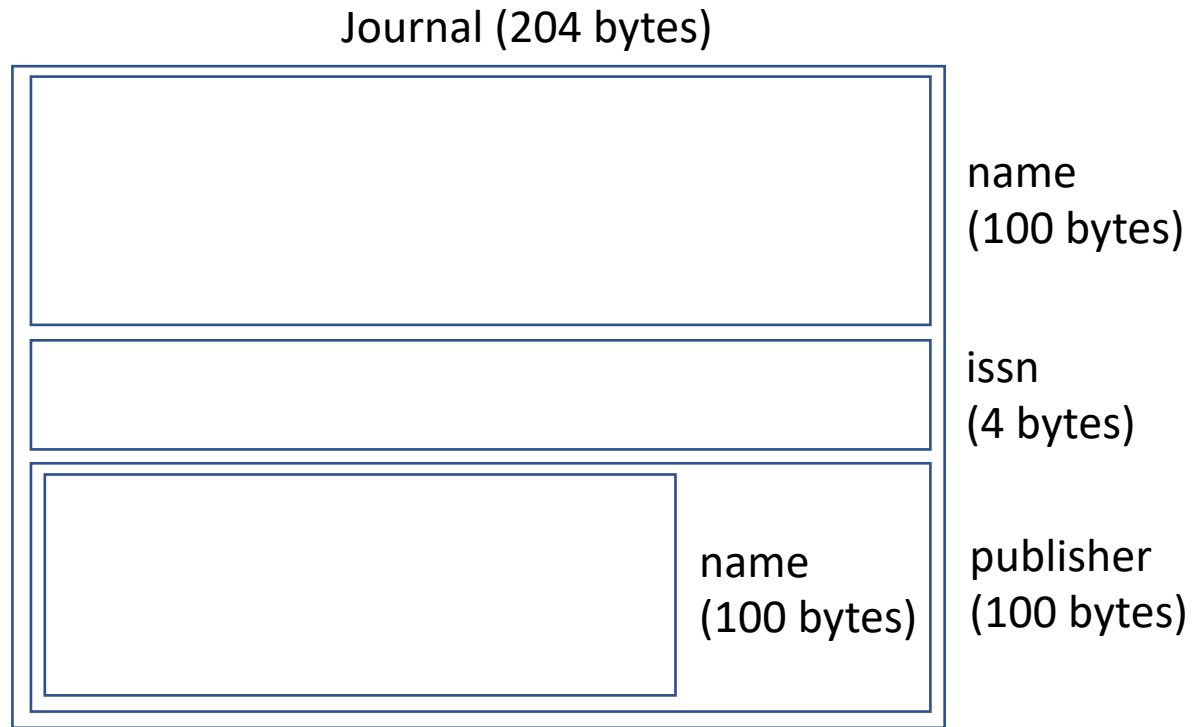 Journal (204 bytes)
name
(100 bytes)
issn
(4 bytes)
name
(100 bytes)
publisher
(100 bytes)